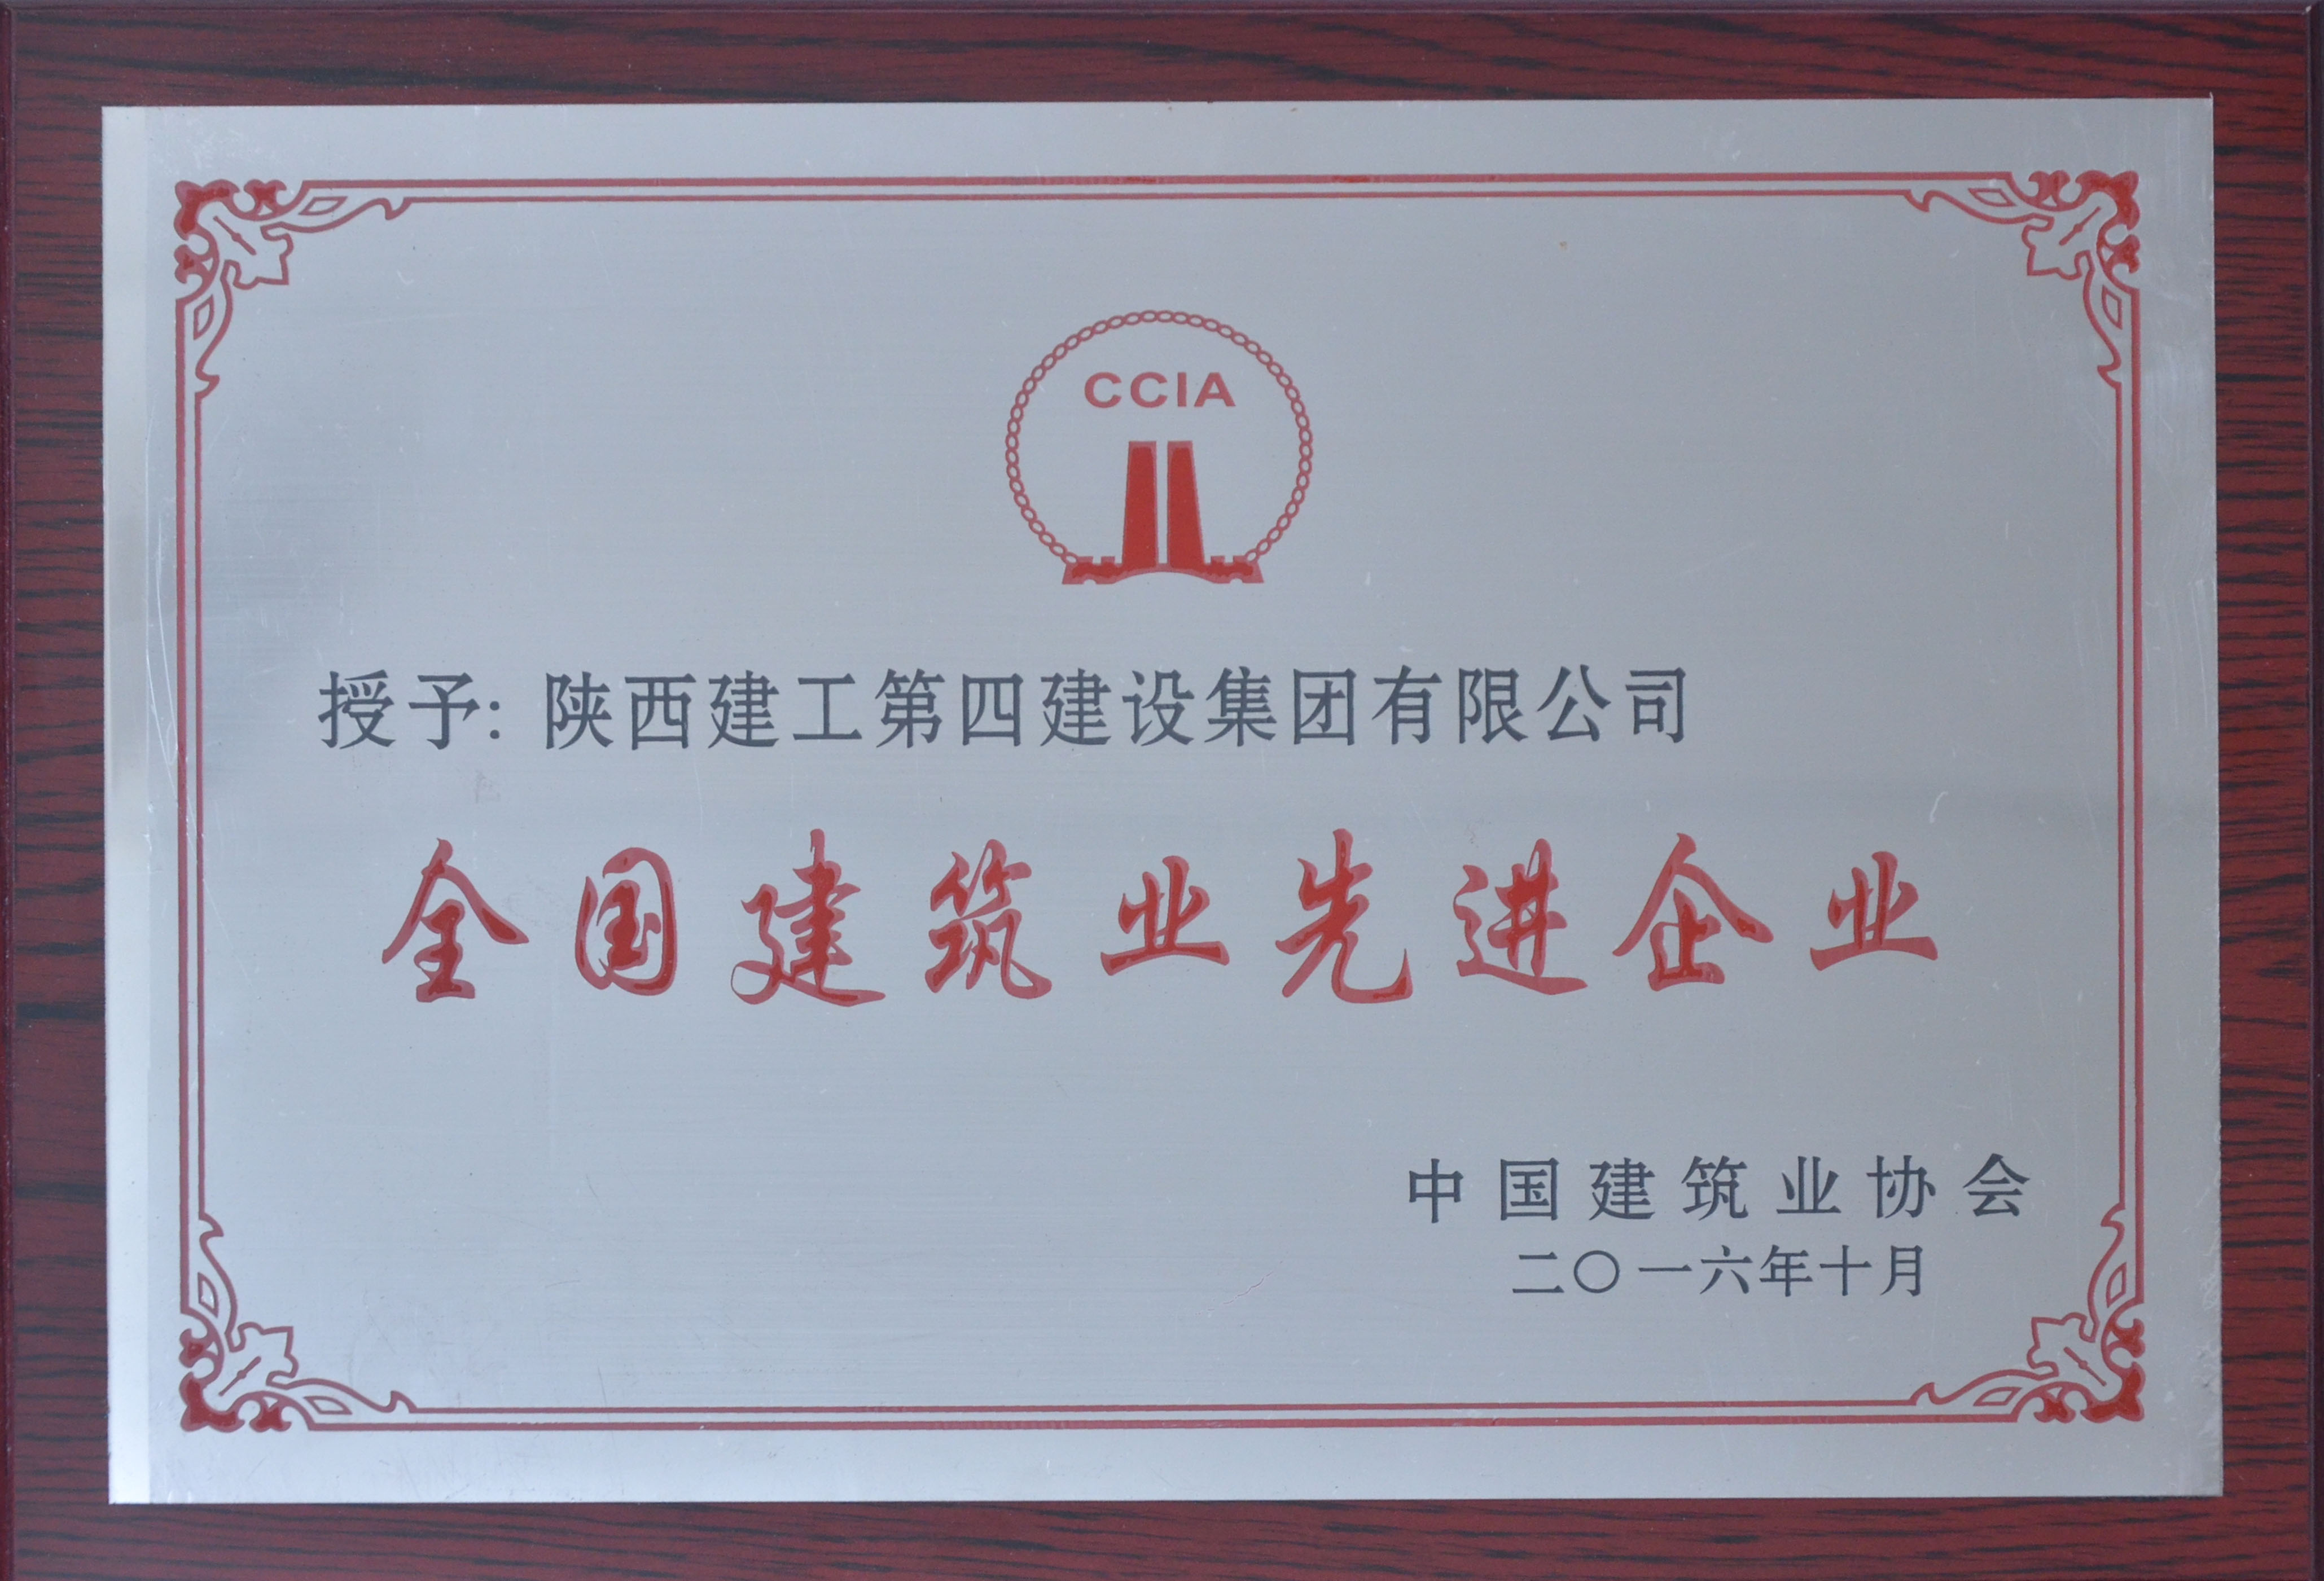 CCIA
授予: 陕西建工第四建设集团有限公司
全国建筑业先进企业
中国建筑业协会
二〇一六年十月